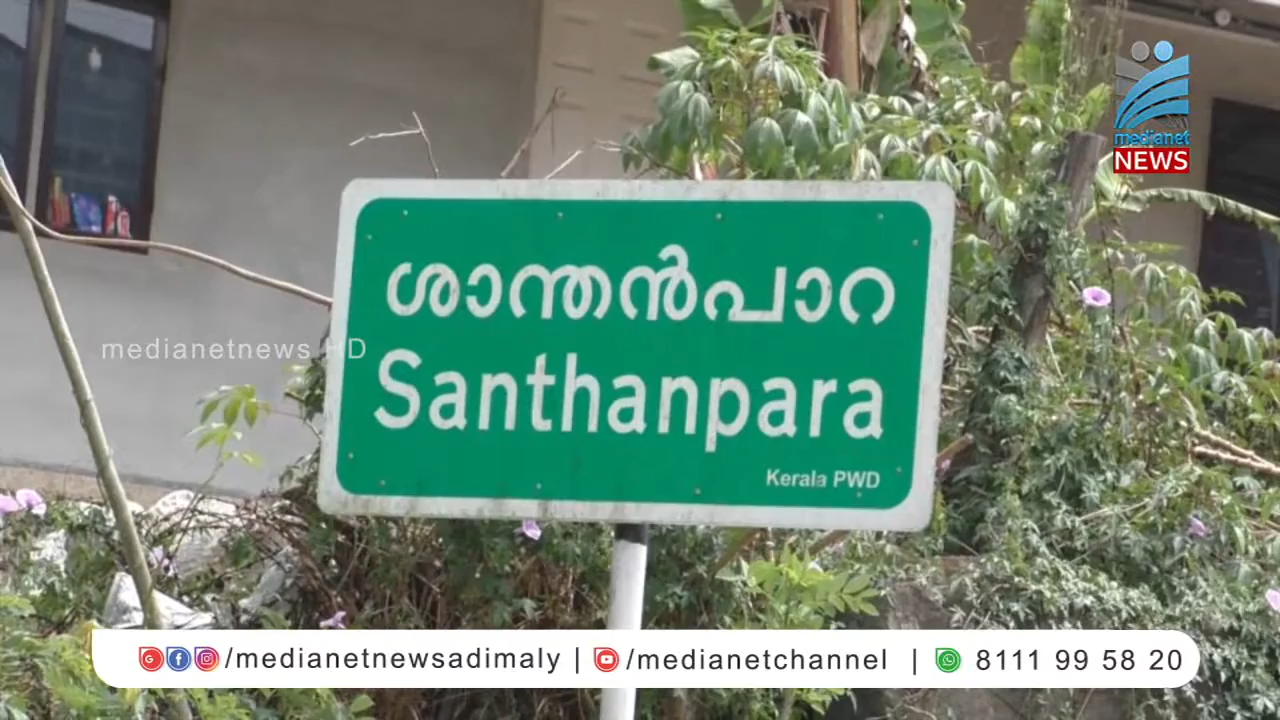 medianet
NEWS
ശാന്തൻപാറ
medianetnews HD
Santhanpara
Kerala PWD
/medianetnewsadimaly | /medianetchannel | 8111 99 58 20